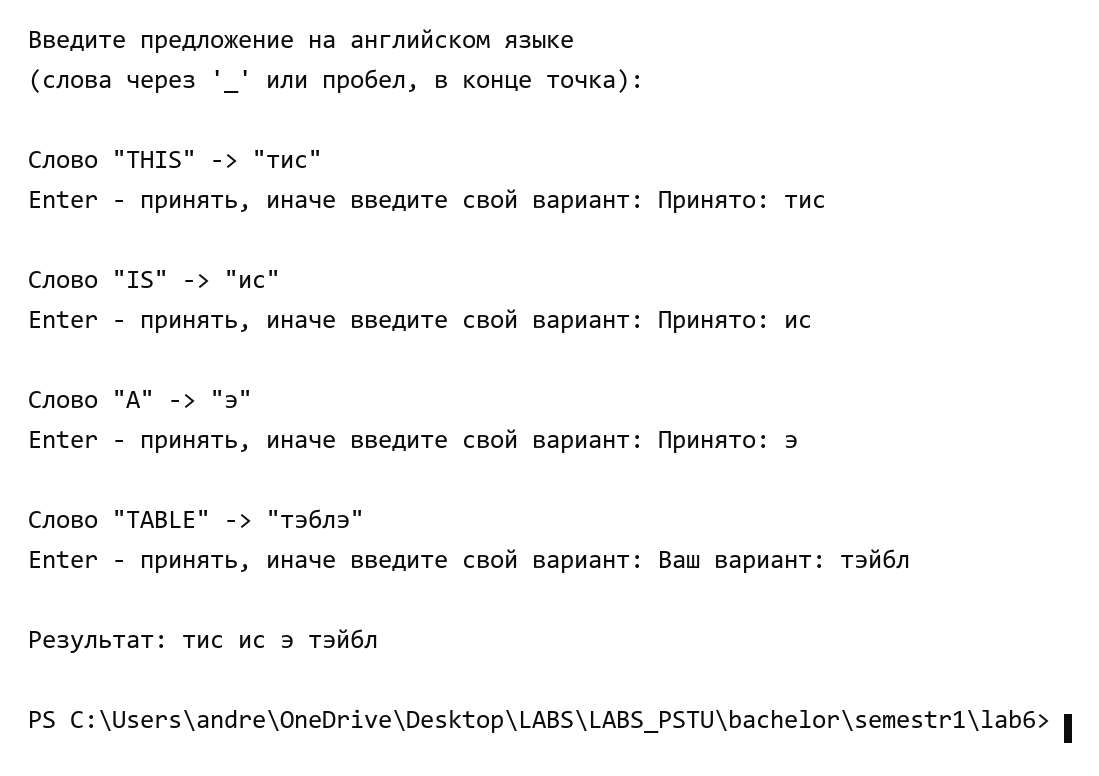 Введите предложение на английском языке
(слова через '_' или пробел, в конце точка):
Слово "THIS" -> "тис"
Enter - принять, иначе введите свой вариант: Принято: тис
Слово "IS" -> "ис"
Enter - принять, иначе введите свой вариант: Принято: ис
Слово "A" -> "э"
Enter - принять, иначе введите свой вариант: Принято: э
Слово "TABLE" -> "тэблэ"
Enter - принять, иначе введите свой вариант: Ваш вариант: тэйбл
Результат: тис ис э тэйбл
PS C:\Users\andre\OneDrive\Desktop\LABS\LABS_PSTU\bachelor\semestr1\lab6>